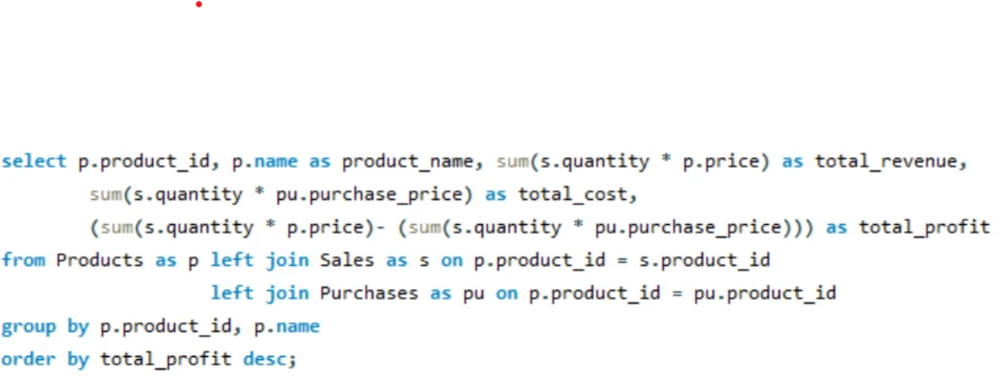 select p.product_id, p.name as product_name, sum(s.quantity * p.price) as total_revenue,
sum(s.quantity * pu.purchase_price) as total_cost,
(sum(s.quantity * p.price)- (sum(s.quantity * pu.purchase_price))) as total_profit
from Products as p left join Sales as s on p.product_id = s.product_id
left join Purchases as pu on p.product_id = pu.product_id
group by p.product_id, p.name
order by total_profit desc;